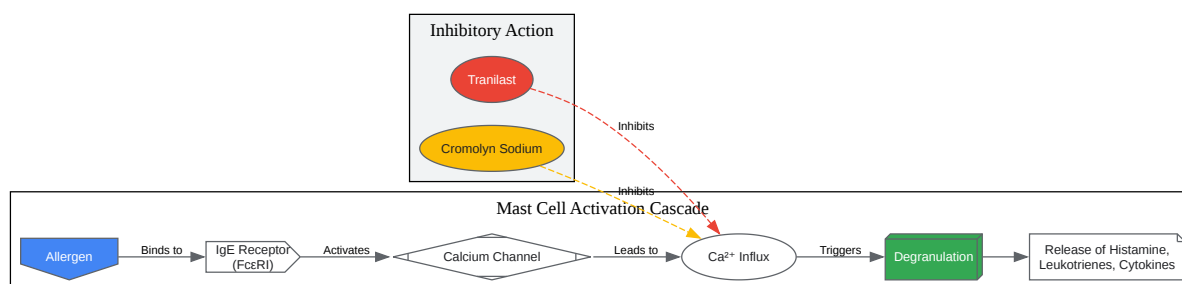 Inhibitory Action
Tranilast
Inhibits
Cromolyn Sodium
Inhibits
Mast Cell Activation Cascade
Allergen
Binds to
IgE Receptor
(FcεRI)
Activates
Calcium Channel
Leads to
Ca²⁺ Influx
Triggers
Degranulation
Release of Histamine,
Leukotrienes, Cytokines